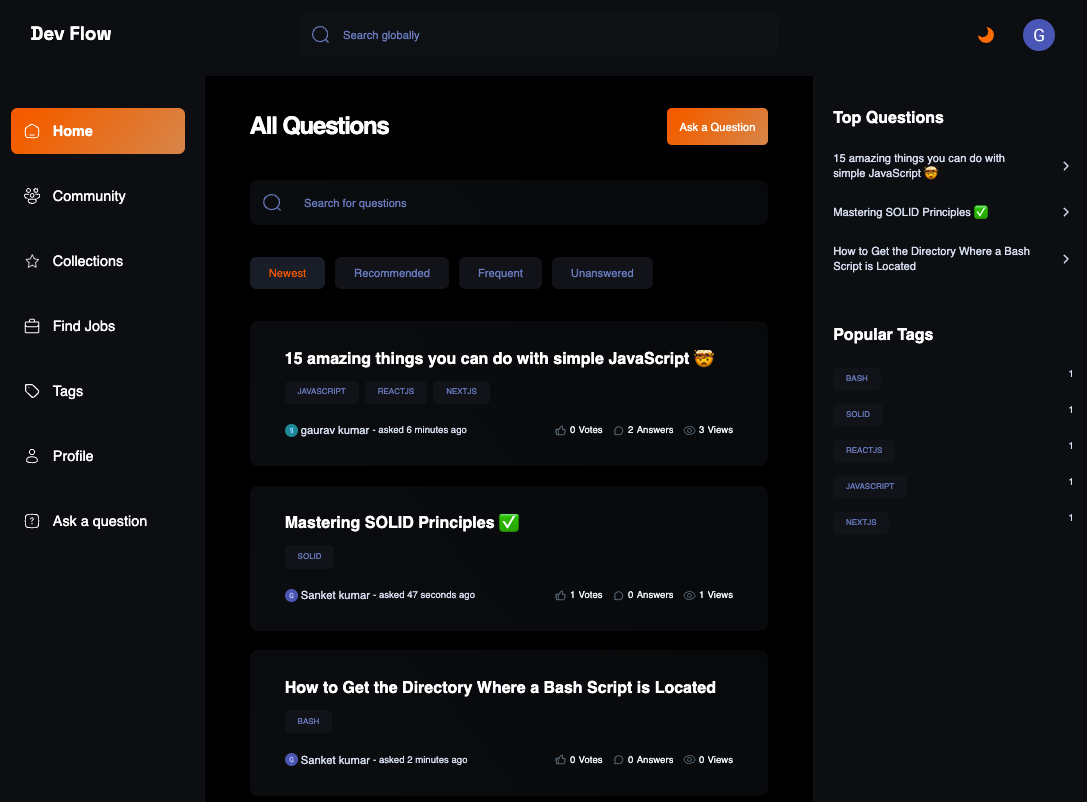 Dev Flow
Search globally
G
Home
Community
Collections
Find Jobs
Tags
Profile
Ask a question
All Questions
Ask a Question
Search for questions
Newest
Recommended
Frequent
Unanswered
15 amazing things you can do with simple JavaScript 🤯
JAVASCRIPT
REACTJS
NEXTJS
g gaurav kumar - asked 6 minutes ago
0 Votes
2 Answers
3 Views
Mastering SOLID Principles ✅
SOLID
G Sanket kumar - asked 47 seconds ago
1 Votes
0 Answers
1 Views
How to Get the Directory Where a Bash Script is Located
BASH
G Sanket kumar - asked 2 minutes ago
0 Votes
0 Answers
0 Views
Top Questions
15 amazing things you can do with
simple JavaScript 🤯
Mastering SOLID Principles ✅
How to Get the Directory Where a Bash
Script is Located
Popular Tags
BASH 1
SOLID 1
REACTJS 1
JAVASCRIPT 1
NEXTJS 1